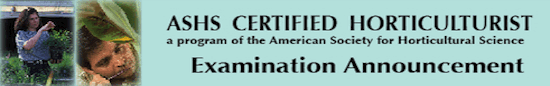 ASHS CERTIFIED HORTICULTURIST
a program of the American Society for Horticultural Science
Examination Announcement